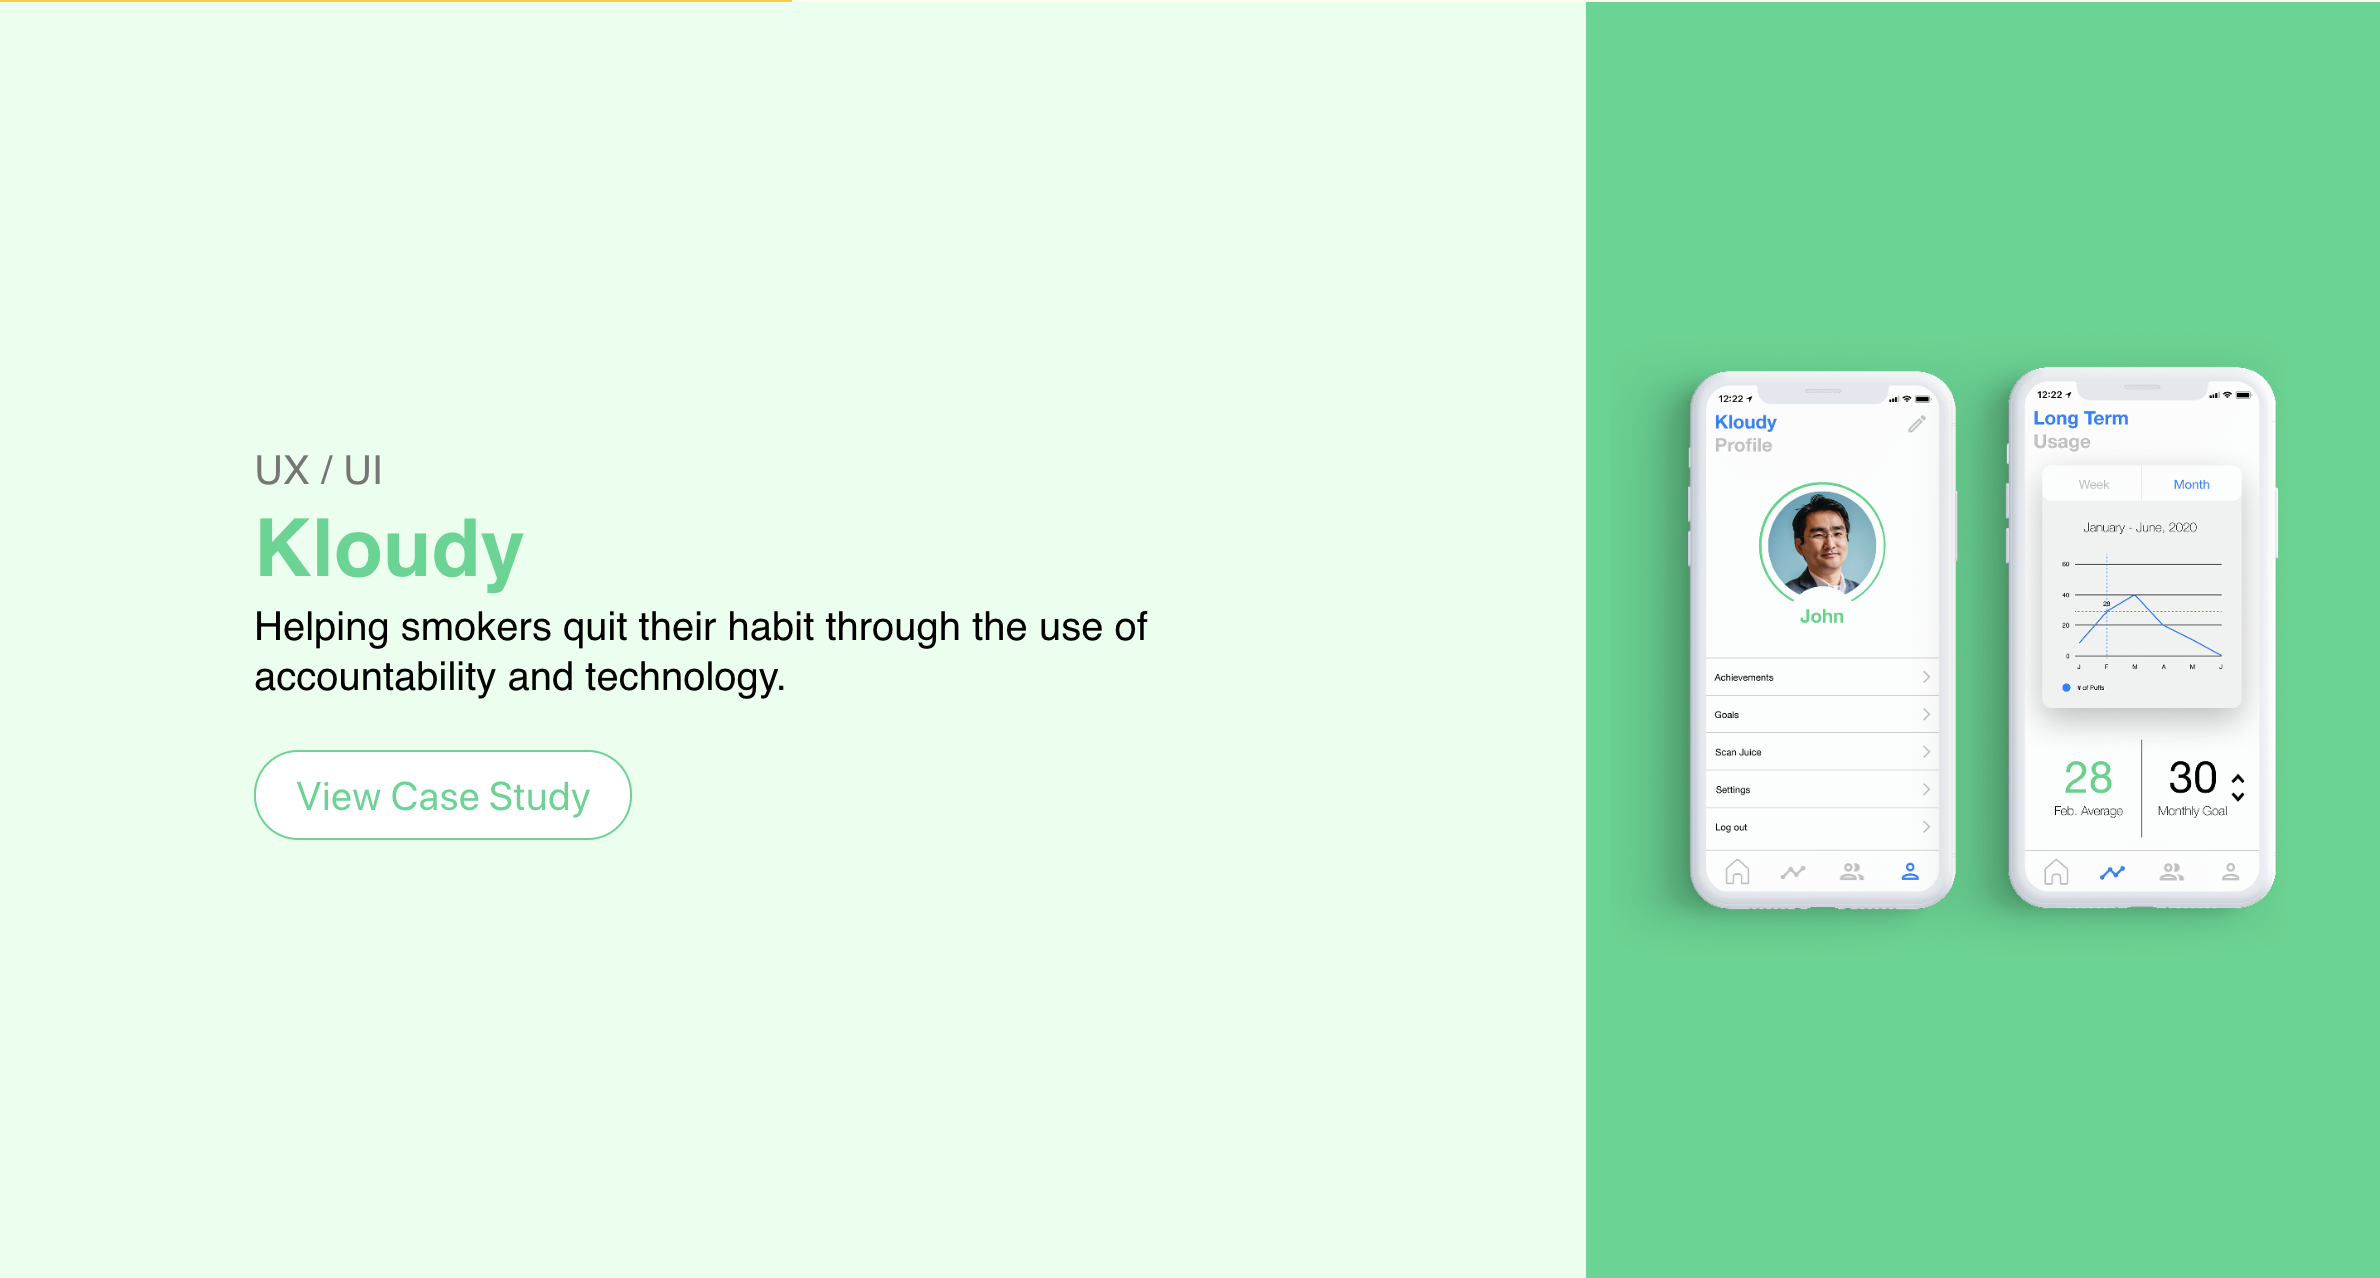 UX / UI
Kloudy
Helping smokers quit their habit through the use of
accountability and technology.
View Case Study
12:22
Kloudy
Profile
John
Achievements
Goals
Scan Juice
Settings
Log out
12:22
Long Term
Usage
Week Month
January - June, 2020
60
40
29
20
0
J F M A M J
# of Puffs
28 30
Feb. Average Monthly Goal